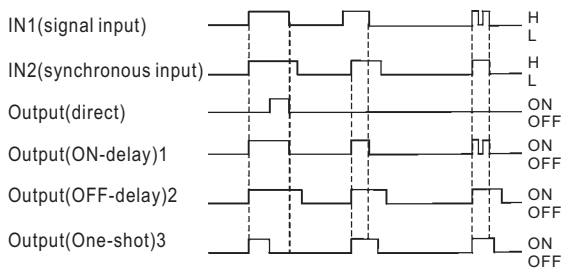 IN1(signal input)
H
L
IN2(synchronous input)
H
L
Output(direct)
ON
OFF
Output(ON-delay)1
ON
OFF
Output(OFF-delay)2
ON
OFF
Output(One-shot)3
ON
OFF